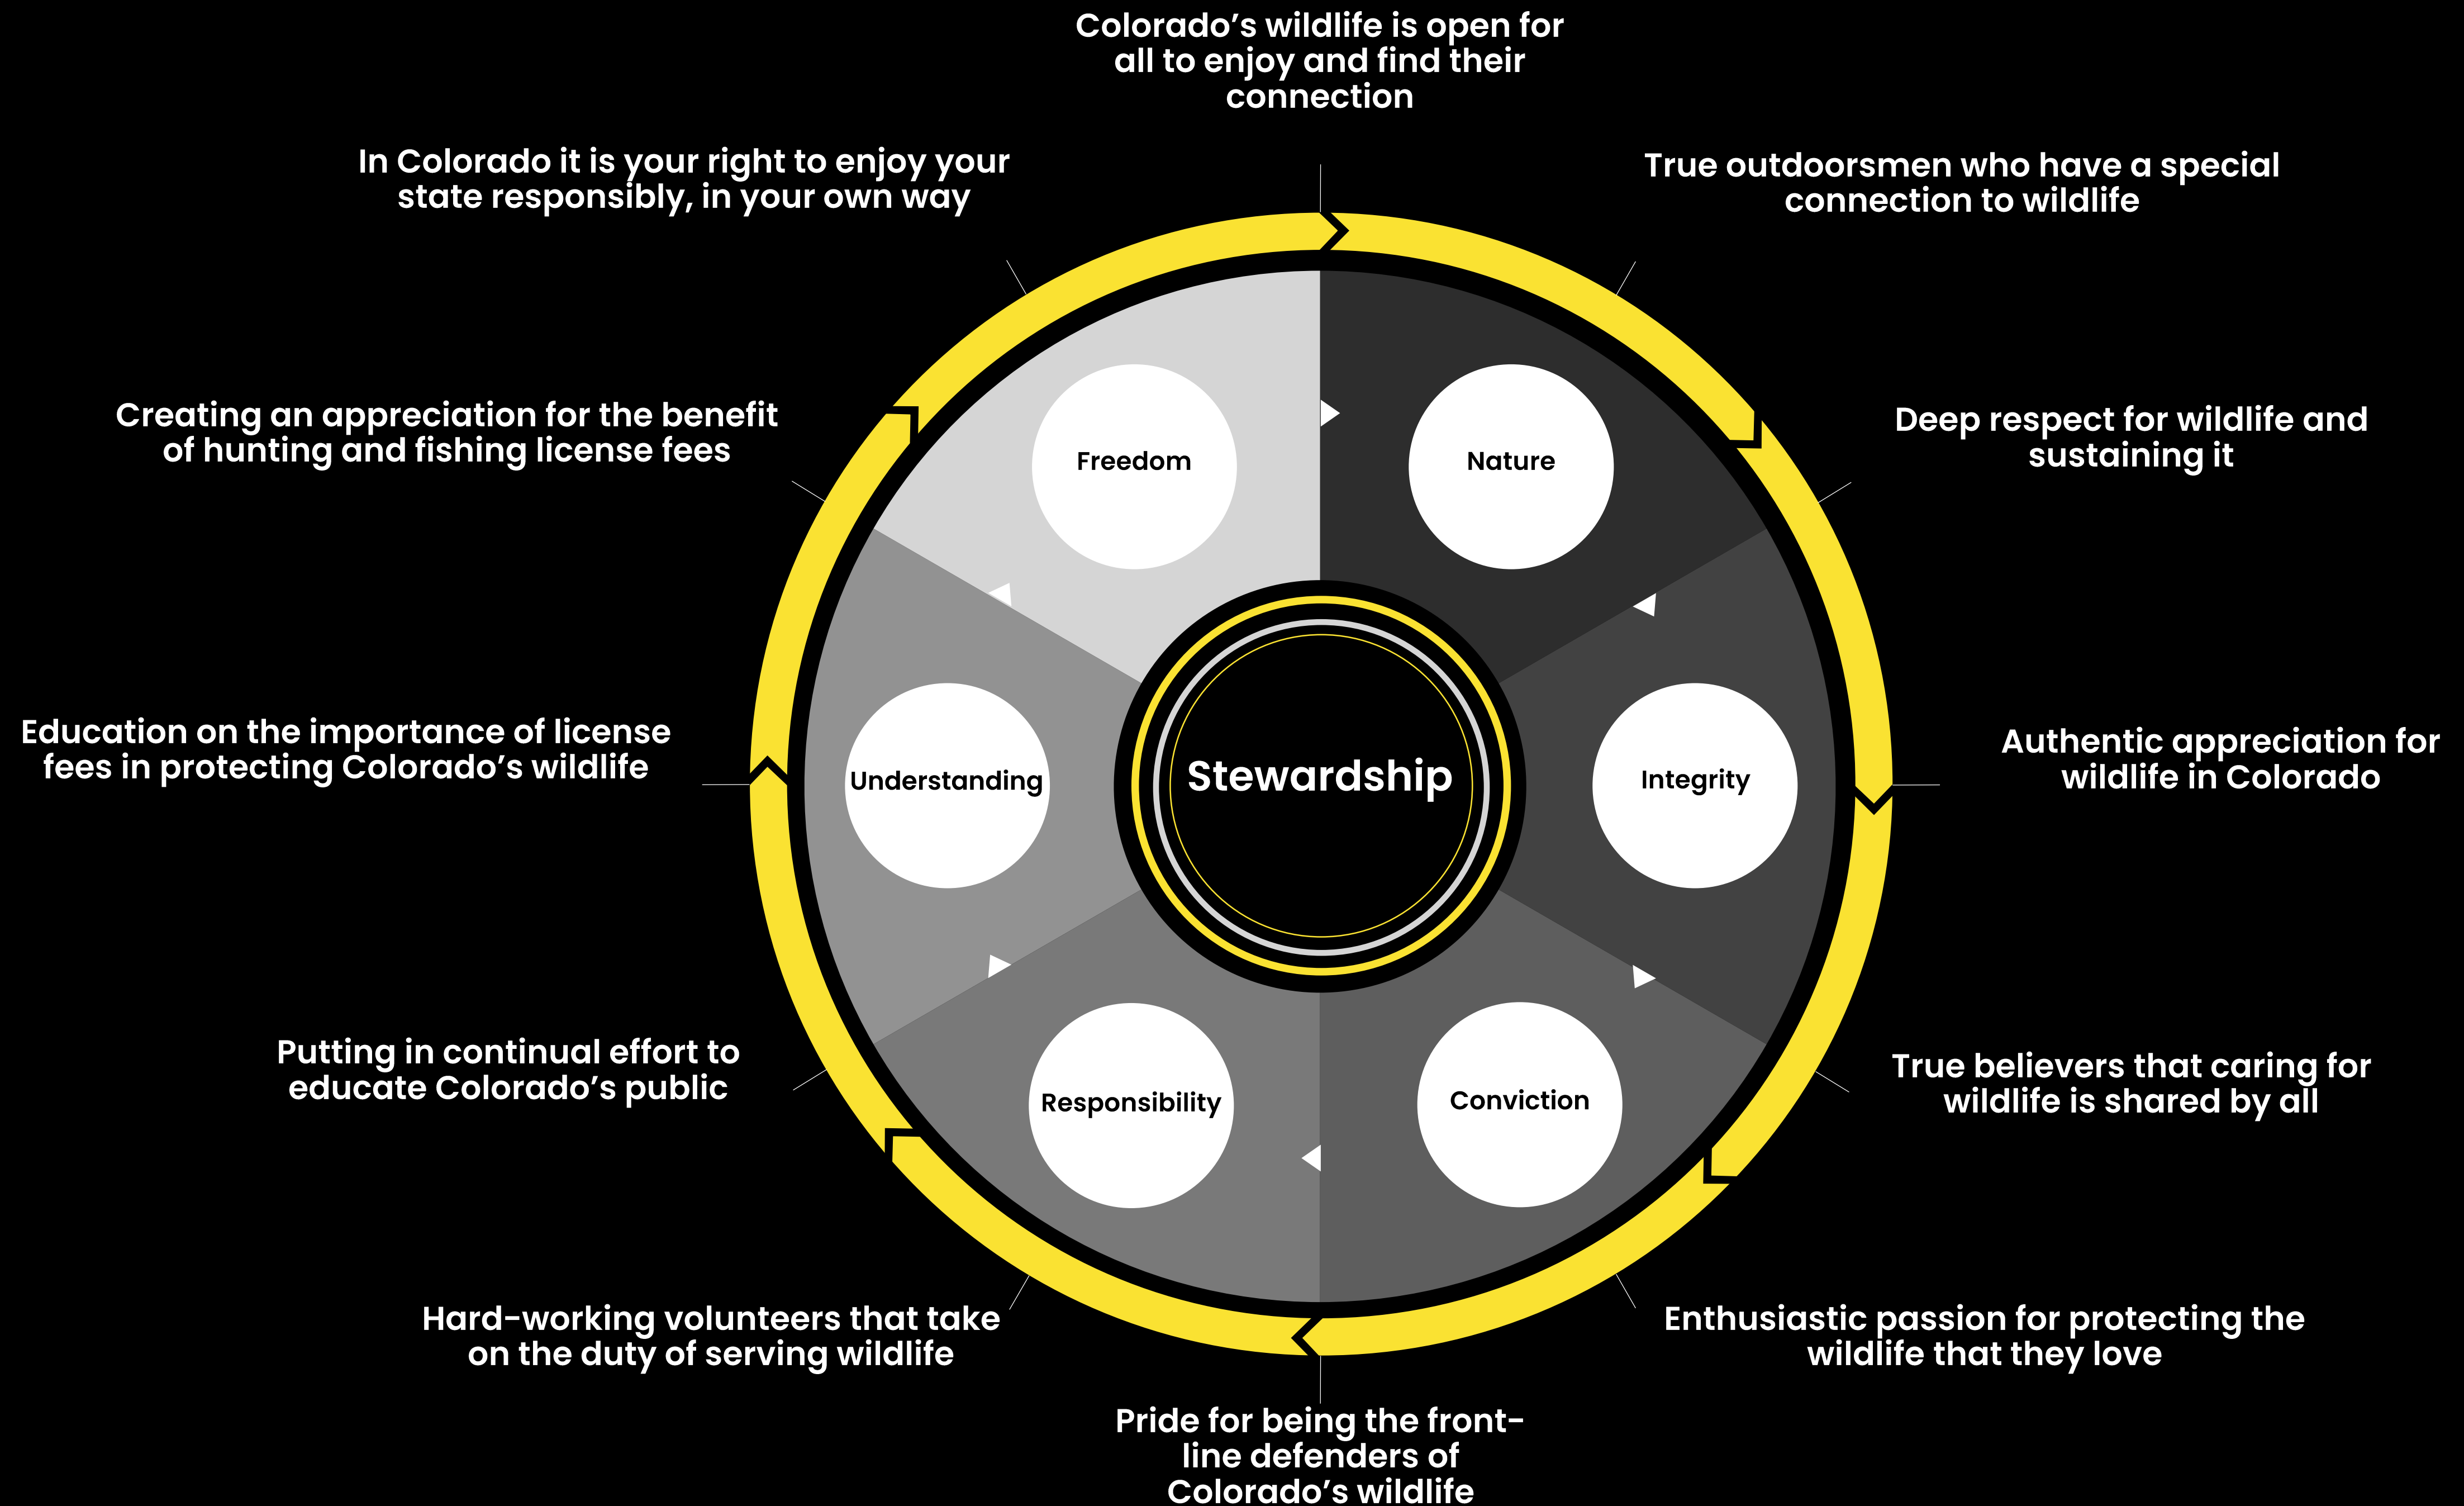 Colorado’s wildlife is open for
all to enjoy and find their
connection
In Colorado it is your right to enjoy your
state responsibly, in your own way
True outdoorsmen who have a special
connection to wildlife
Creating an appreciation for the benefit
of hunting and fishing license fees
Deep respect for wildlife and
sustaining it
Freedom
Nature
Education on the importance of license
fees in protecting Colorado’s wildlife
Understanding
Stewardship
Integrity
Authentic appreciation for
wildlife in Colorado
Putting in continual effort to
educate Colorado’s public
Responsibility
Conviction
True believers that caring for
wildlife is shared by all
Hard-working volunteers that take
on the duty of serving wildlife
Enthusiastic passion for protecting the
wildlife that they love
Pride for being the front-
line defenders of
Colorado’s wildlife